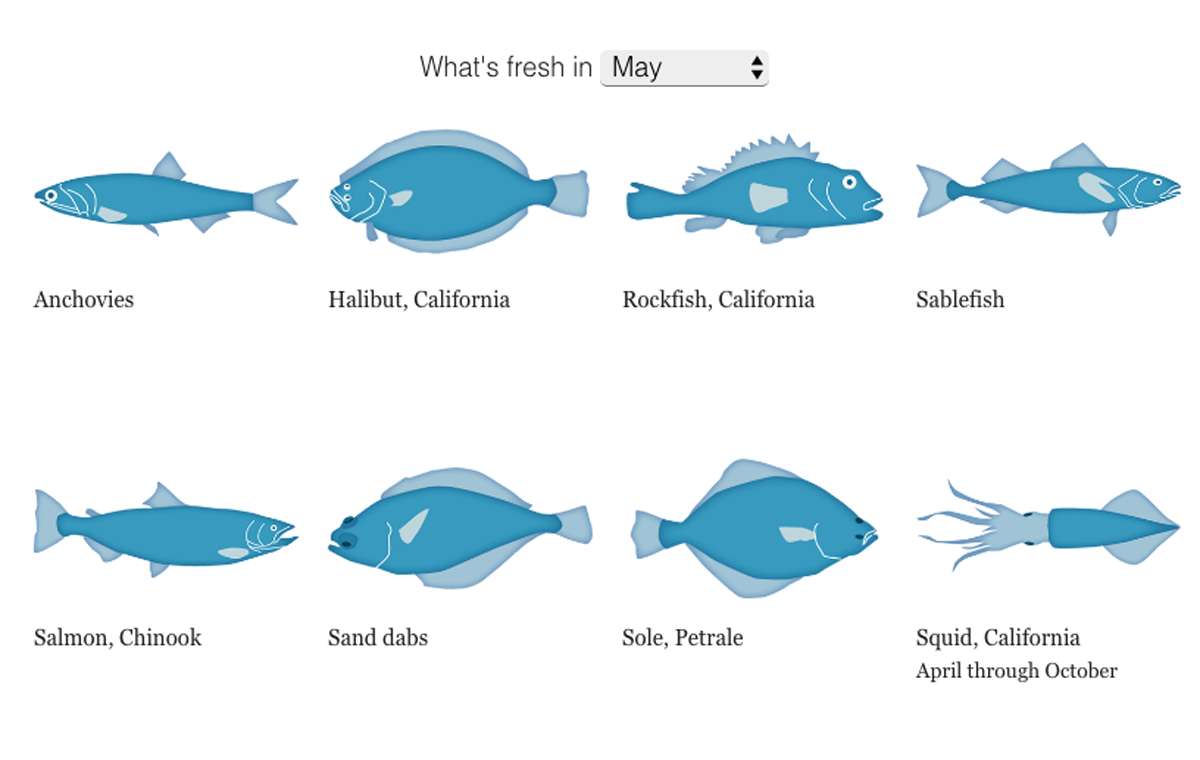 What's fresh in May
Anchovies
Halibut, California
Rockfish, California
Sablefish
Salmon, Chinook
Sand dabs
Sole, Petrale
Squid, California
April through October